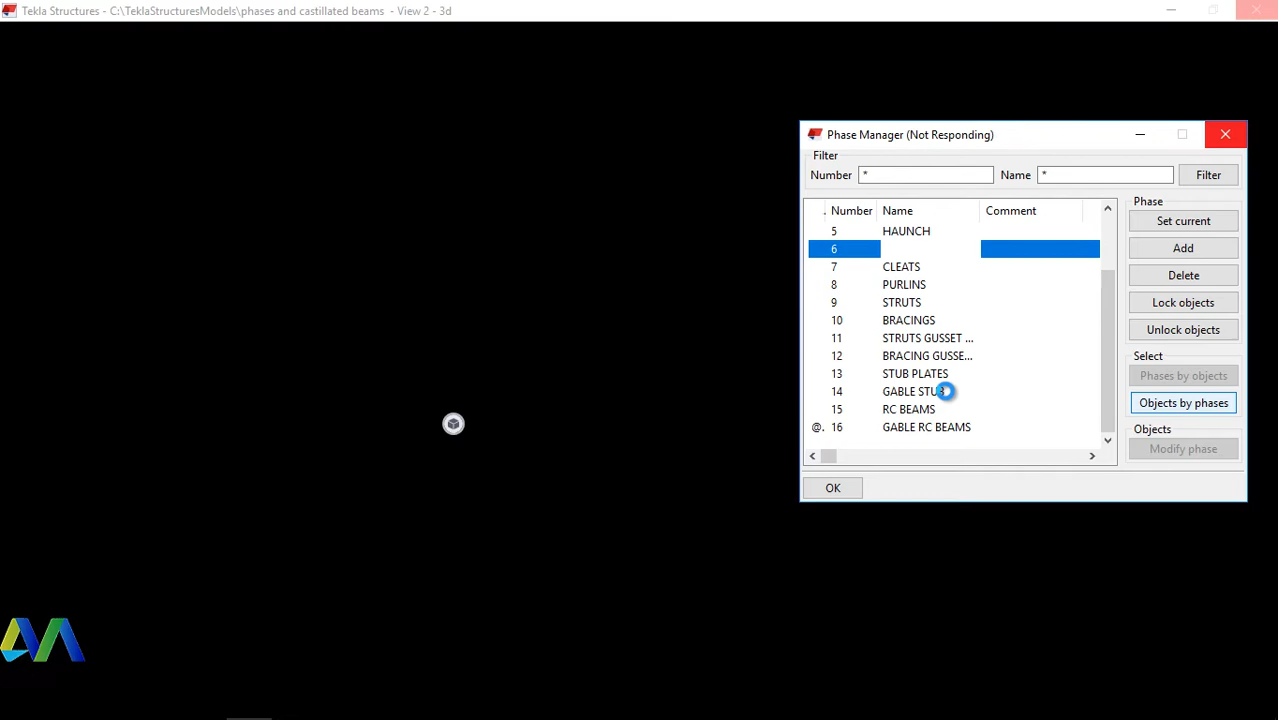 Tekla Structures - C:\TeklaStructuresModels\phases and castillated beams - View 2 - 3d
Phase Manager (Not Responding)
Filter
Number * Name * Filter
. Number Name Comment
5 HAUNCH
6
7 CLEATS
8 PURLINS
9 STRUTS
10 BRACINGS
11 STRUTS GUSSET ...
12 BRACING GUSSE...
13 STUB PLATES
14 GABLE STUB
15 RC BEAMS
@. 16 GABLE RC BEAMS
Phase
Set current
Add
Delete
Lock objects
Unlock objects
Select
Phases by objects
Objects by phases
Objects
Modify phase
OK